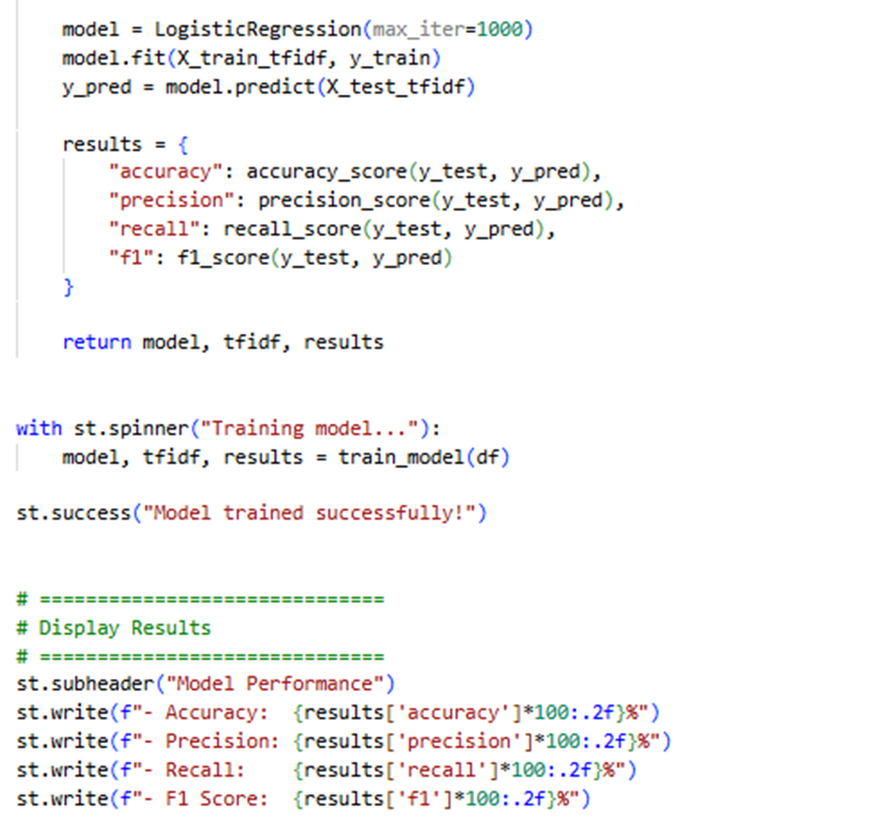 model = LogisticRegression(max_iter=1000)
model.fit(X_train_tfidf, y_train)
y_pred = model.predict(X_test_tfidf)
results = {
"accuracy": accuracy_score(y_test, y_pred),
"precision": precision_score(y_test, y_pred),
"recall": recall_score(y_test, y_pred),
"f1": f1_score(y_test, y_pred)
}
return model, tfidf, results
with st.spinner("Training model..."):
model, tfidf, results = train_model(df)
st.success("Model trained successfully!")
# ==============================
# Display Results
# ==============================
st.subheader("Model Performance")
st.write(f"- Accuracy:  {results['accuracy']*100:.2f}%")
st.write(f"- Precision: {results['precision']*100:.2f}%")
st.write(f"- Recall:    {results['recall']*100:.2f}%")
st.write(f"- F1 Score:  {results['f1']*100:.2f}%")